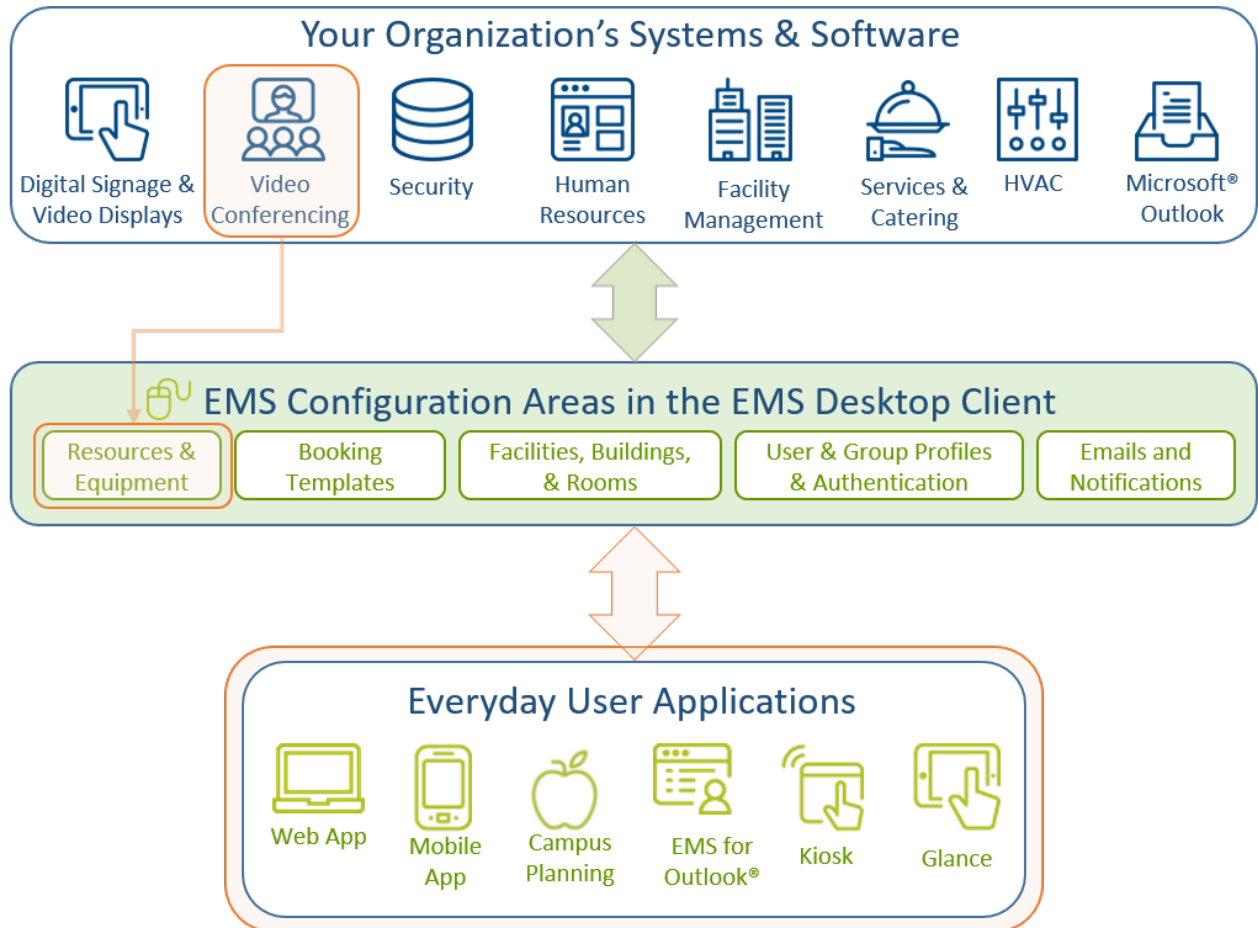 Your Organization's Systems & Software
Digital Signage &
Video Displays
Video
Conferencing
Security
Human
Resources
Facility
Management
Services &
Catering
HVAC
Microsoft®
Outlook
EMS Configuration Areas in the EMS Desktop Client
Resources &
Equipment
Booking
Templates
Facilities, Buildings,
& Rooms
User & Group Profiles
& Authentication
Emails and
Notifications
Everyday User Applications
Web App
Mobile
App
Campus
Planning
EMS for
Outlook®
Kiosk
Glance